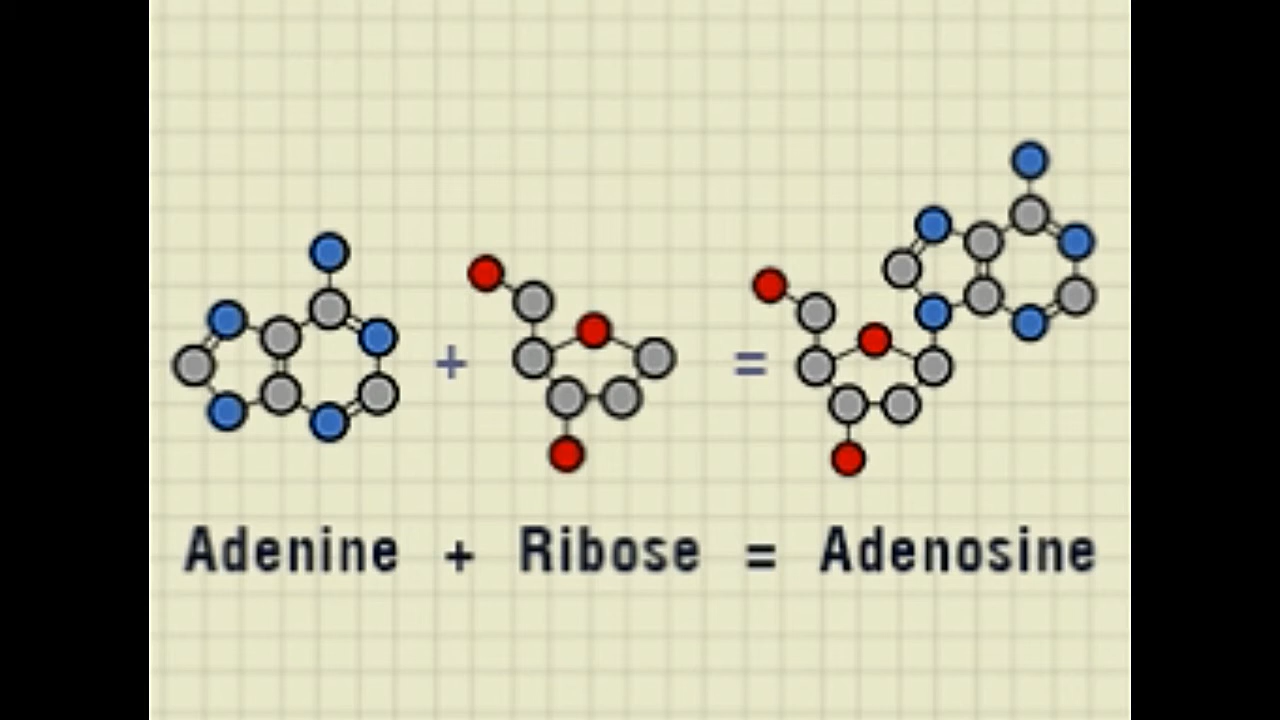 + =
Adenine + Ribose = Adenosine